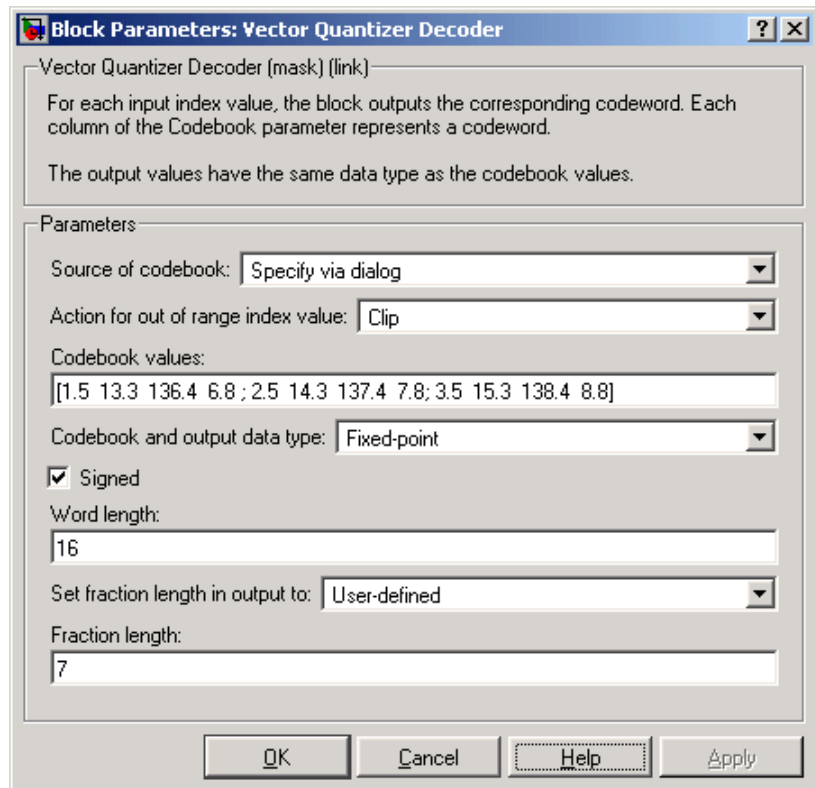 Block Parameters: Vector Quantizer Decoder
Vector Quantizer Decoder (mask) (link)
For each input index value, the block outputs the corresponding codeword. Each
column of the Codebook parameter represents a codeword.
The output values have the same data type as the codebook values.
Parameters
Source of codebook: Specify via dialog
Action for out of range index value: Clip
Codebook values:
[1.5 13.3 136.4 6.8 ; 2.5 14.3 137.4 7.8; 3.5 15.3 138.4 8.8]
Codebook and output data type: Fixed-point
Signed
Word length:
16
Set fraction length in output to: User-defined
Fraction length:
7
OK Cancel Help Apply